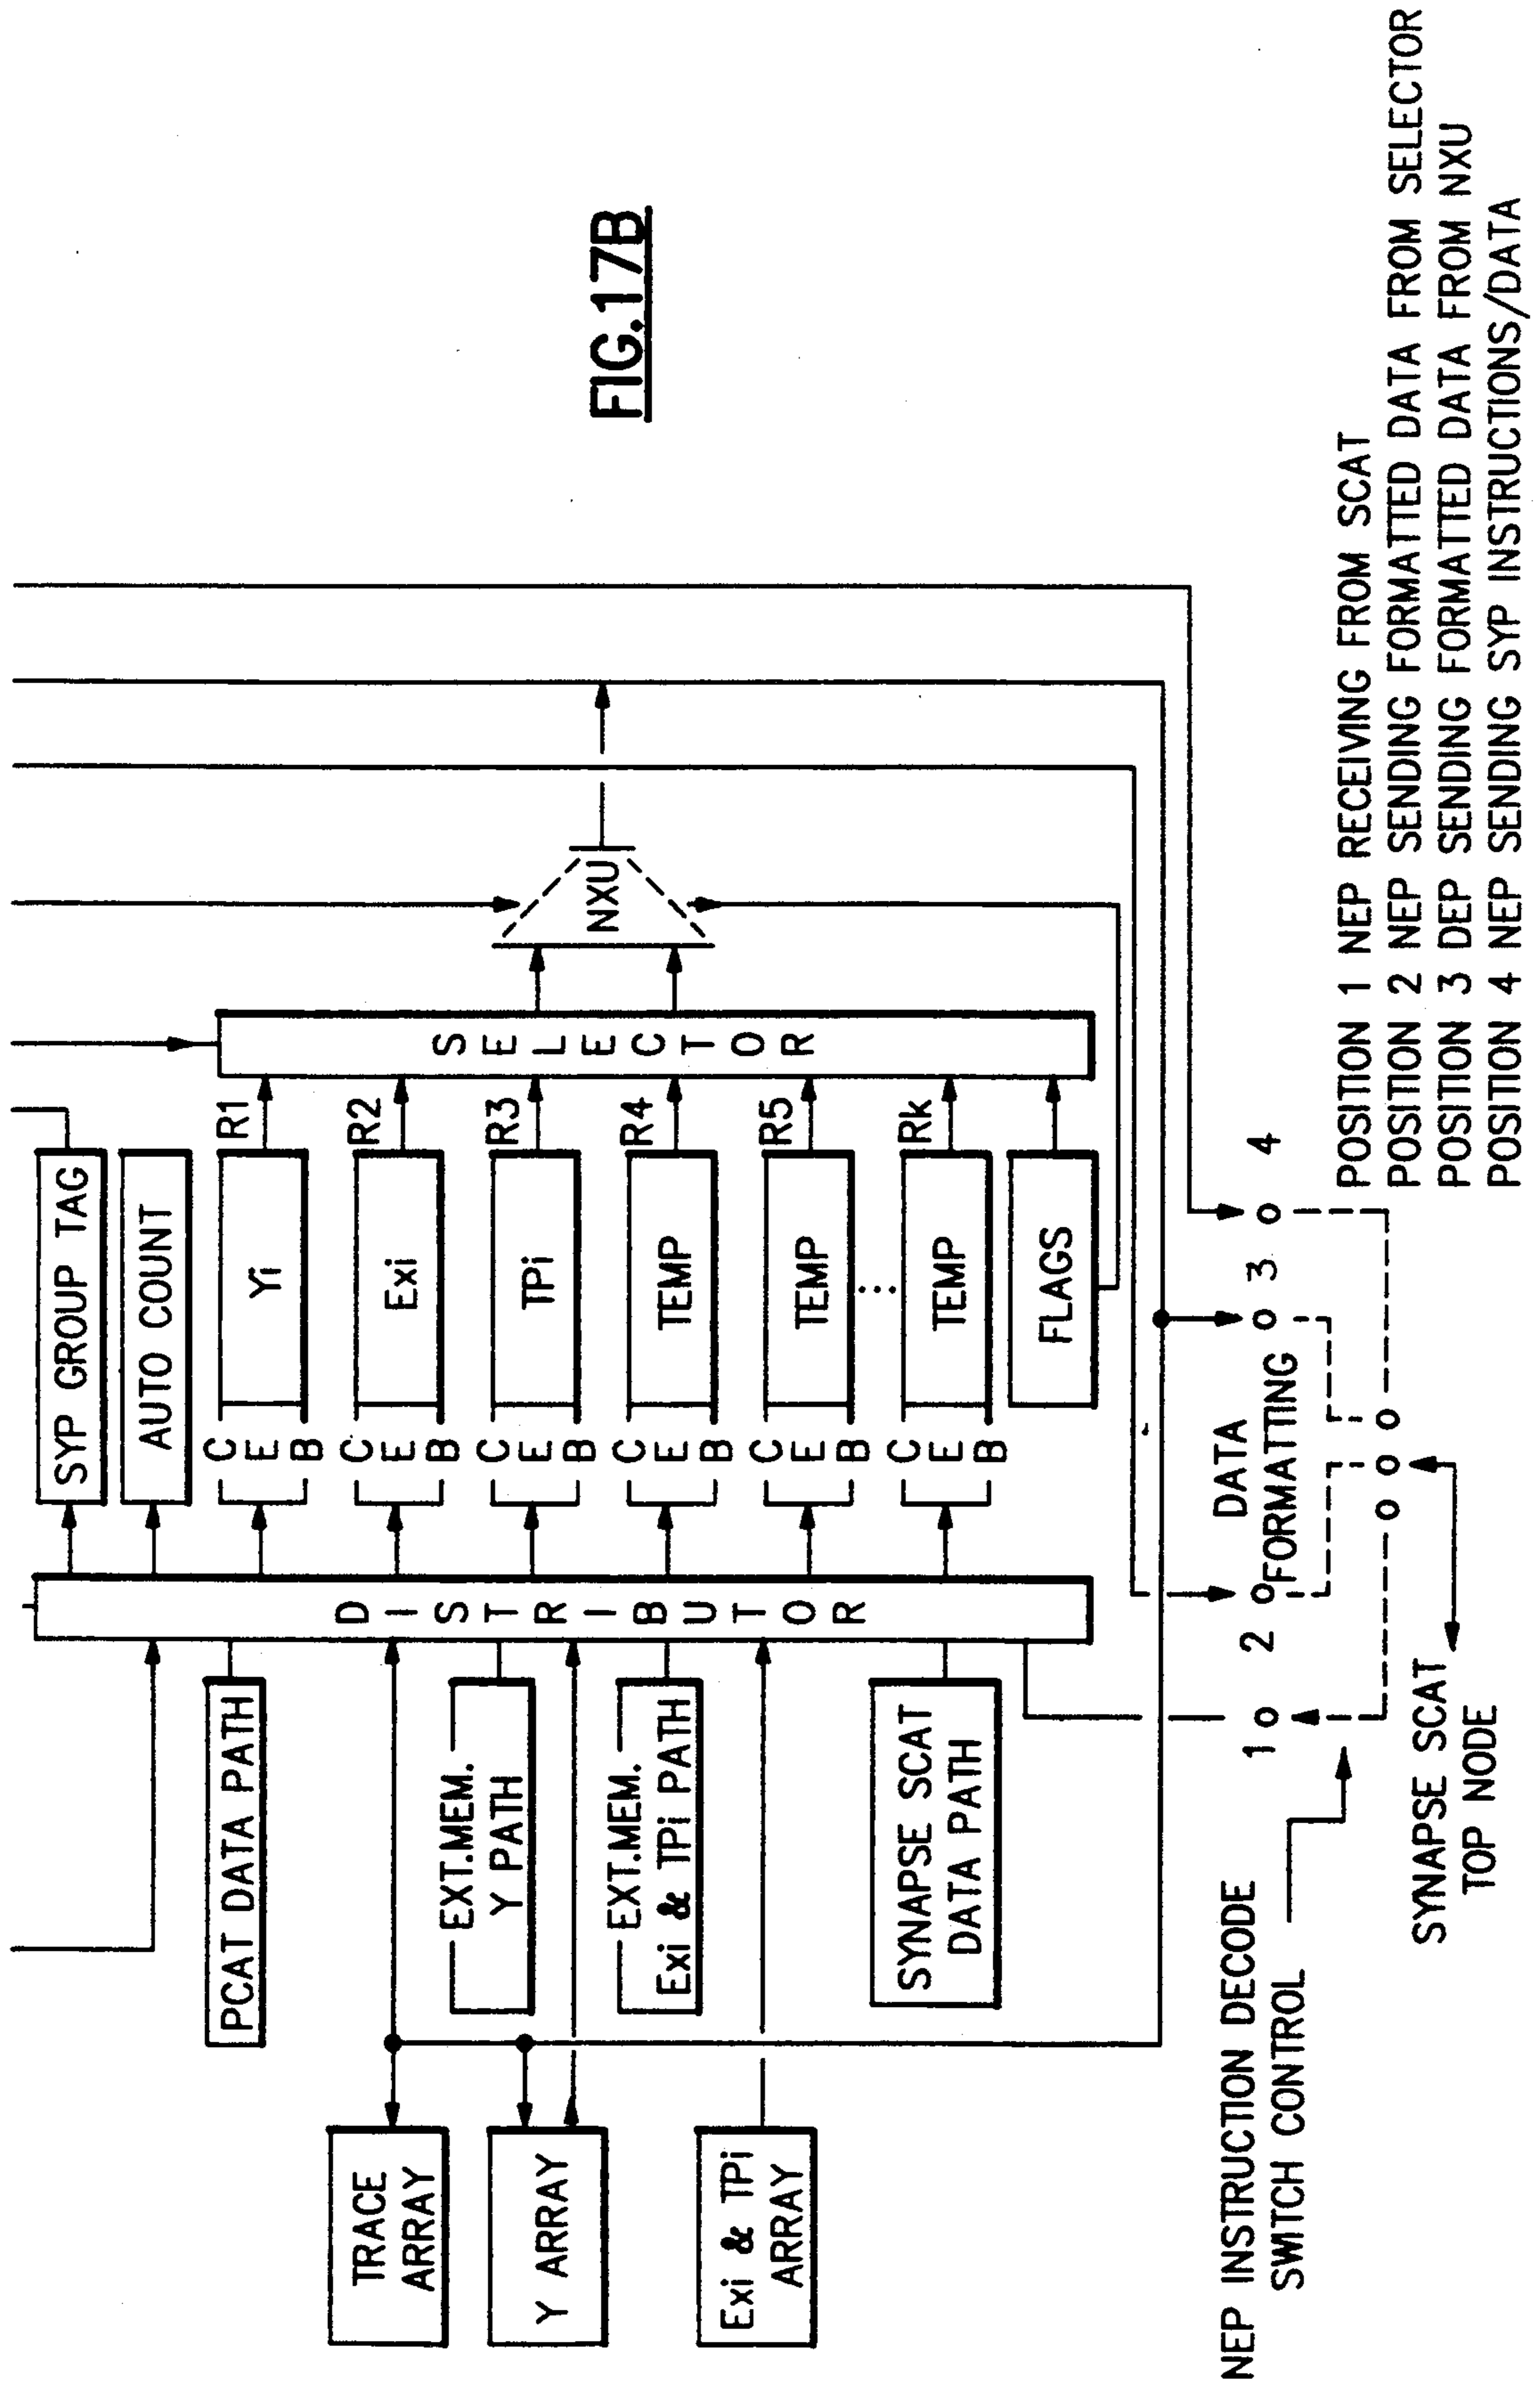 SYP GROUP TAG
AUTO COUNT
PCAT DATA PATH
C E B
Yi
R1
TRACE
ARRAY
C E B
Exi
R2
EXT.MEM.
Y PATH
Y ARRAY
C E B
TPi
R3
EXT.MEM.
Exi & TPi PATH
C E B
TEMP
R4
Exi & TPi
ARRAY
C E B
TEMP
R5
...
SYNAPSE SCAT
DATA PATH
C E B
TEMP
Rk
FLAGS
DISTRIBUTOR
SELECTOR
NXU
FIG.17B
NEP INSTRUCTION DECODE
SWITCH CONTROL
1
2
DATA
FORMATTING
3
4
SYNAPSE SCAT
TOP NODE
POSITION 1 NEP RECEIVING FROM SCAT
POSITION 2 NEP SENDING FORMATTED DATA FROM SELECTOR
POSITION 3 DEP SENDING FORMATTED DATA FROM NXU
POSITION 4 NEP SENDING SYP INSTRUCTIONS/DATA